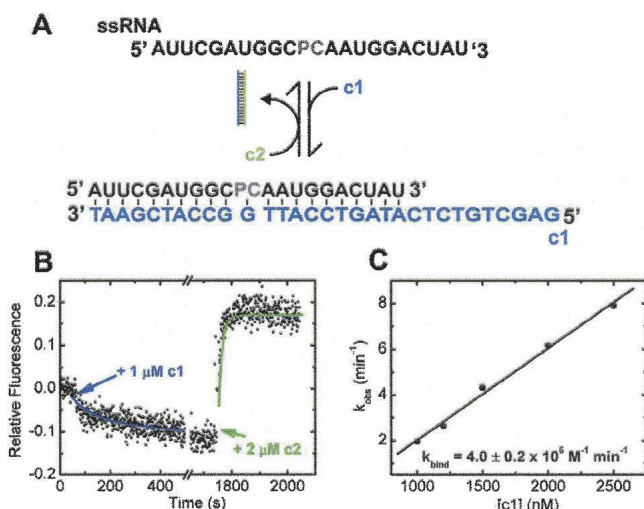 A
ssRNA
5' AUUCGAUGGCPCAAUGGACUAU '3
c1
c2
5' AUUCGAUGGCPCAAUGGACUAU 3'
3' TAAGCTACCG G TTACCTGATACTCTGTCGAG 5'
c1
B
Relative Fluorescence
0.2
0.1
0.0
-0.1
-0.2
+ 1 μM c1
+ 2 μM c2
0 200 400 1800 2000
Time (s)
C
k_obs (min⁻¹)
8
6
4
2
k_bind = 4.0 ± 0.2 x 10⁶ M⁻¹ min⁻¹
1000 1500 2000 2500
[c1] (nM)